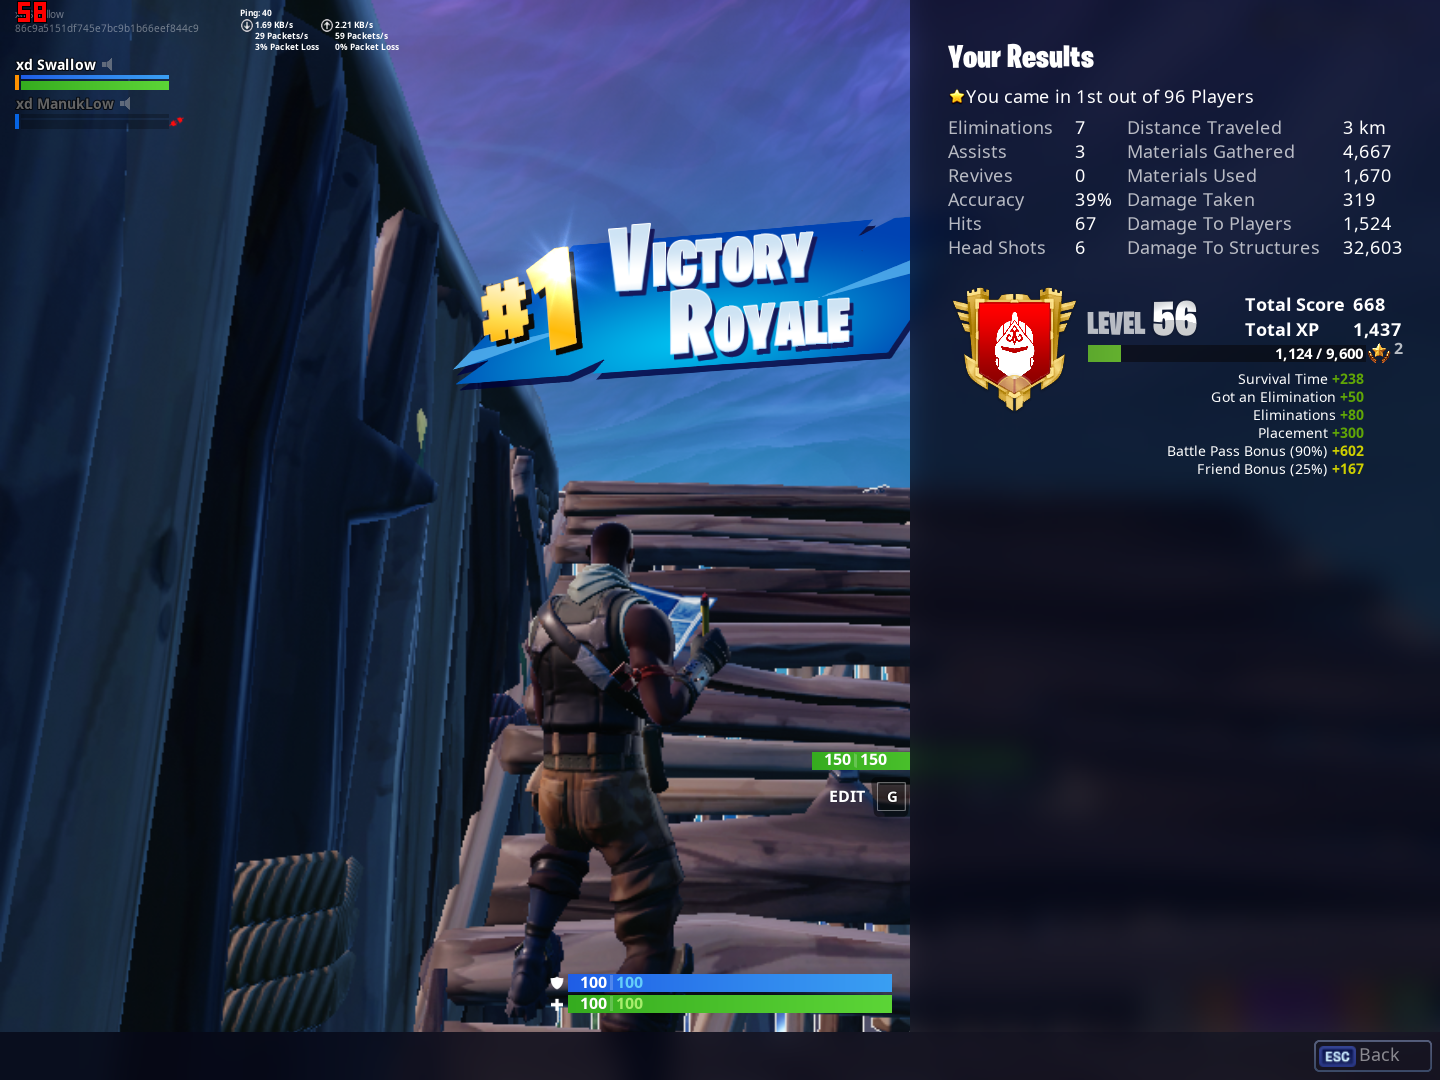 58
86c9a5151df745e7bc9b1b66eef844c9
Ping: 40
1.69 KB/s 2.21 KB/s
29 Packets/s 59 Packets/s
3% Packet Loss 0% Packet Loss
xd Swallow
xd ManukLow
#1 VICTORY
ROYALE
150 | 150
EDIT G
100 | 100
100 | 100
Your Results
You came in 1st out of 96 Players
Eliminations 7 Distance Traveled 3 km
Assists 3 Materials Gathered 4,667
Revives 0 Materials Used 1,670
Accuracy 39% Damage Taken 319
Hits 67 Damage To Players 1,524
Head Shots 6 Damage To Structures 32,603
LEVEL 56
Total Score 668
Total XP 1,437
1,124 / 9,600 2
Survival Time +238
Got an Elimination +50
Eliminations +80
Placement +300
Battle Pass Bonus (90%) +602
Friend Bonus (25%) +167
ESC Back